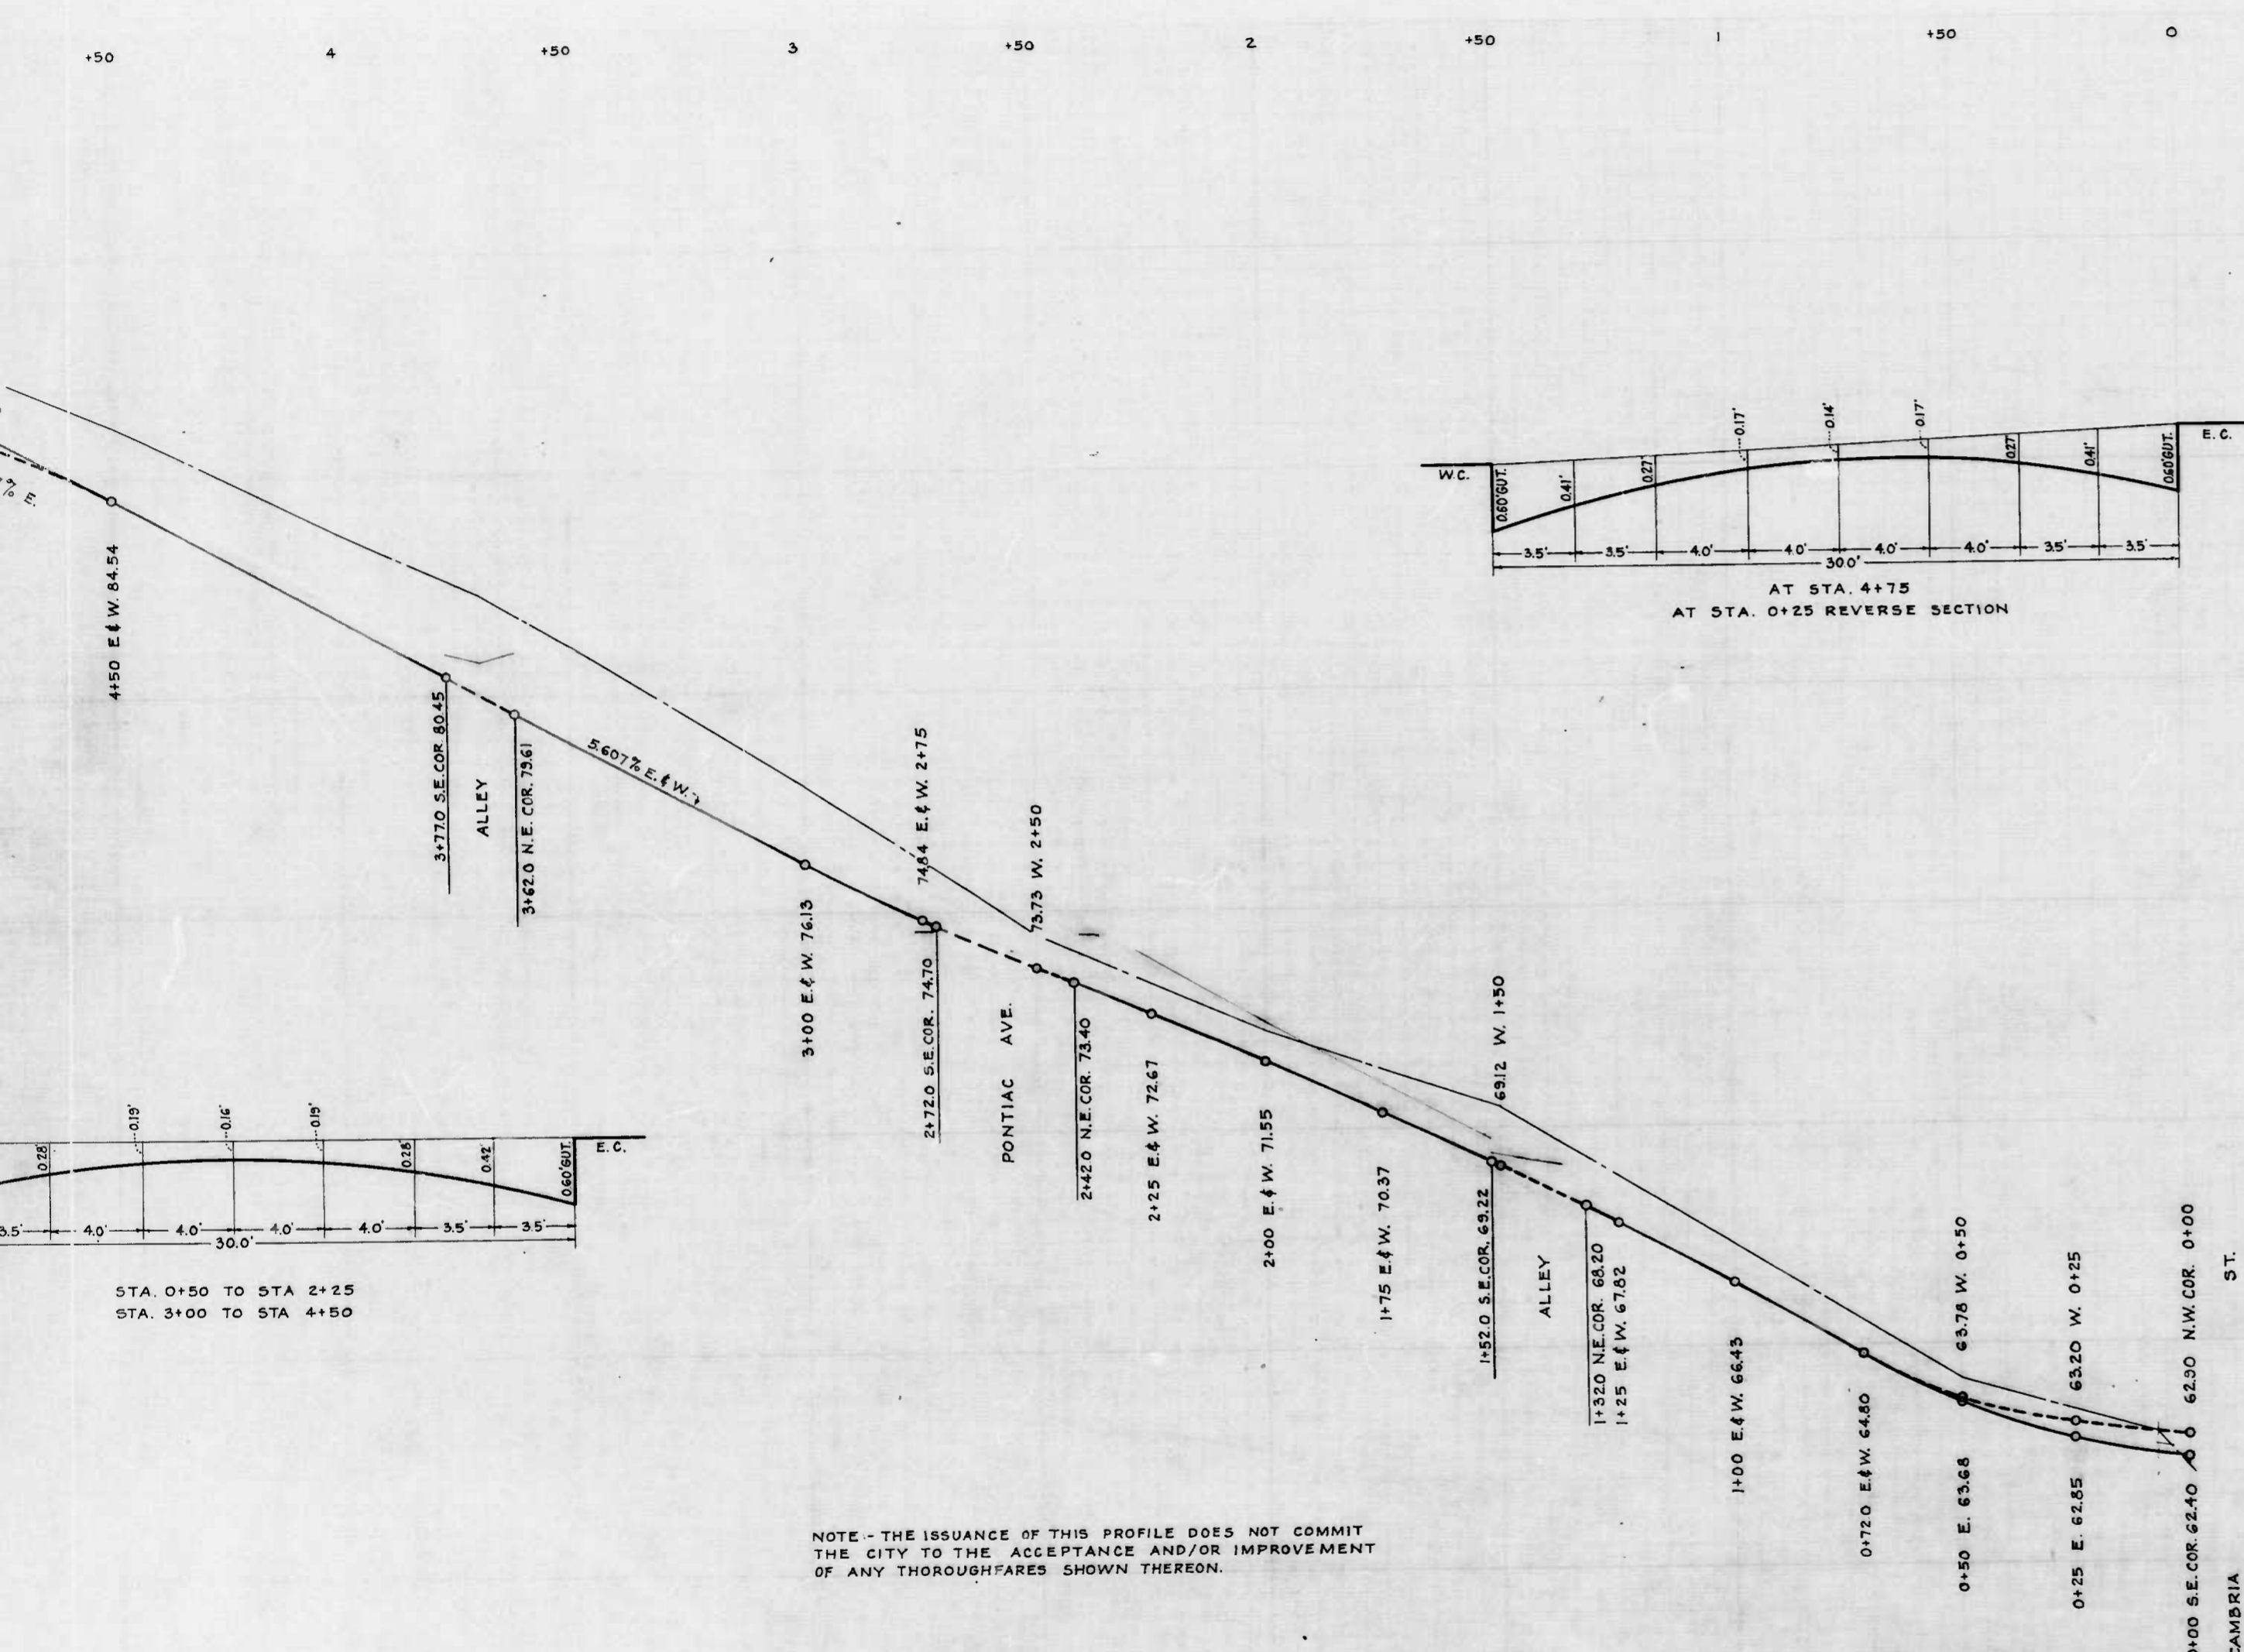 +50
4
+50
3
+50
2
+50
1
+50
0
% E.
4+50 E & W. 84.54
3+77.0 S.E.COR 80.45
ALLEY
3+62.0 N.E. COR. 79.61
5.607% E. & W.
3+00 E. & W. 76.13
74.84 E. & W. 2+75
2+72.0 S.E.COR. 74.70
PONTIAC AVE.
73.73 W. 2+50
2+42.0 N.E. COR. 73.40
2+25 E. & W. 72.67
2+00 E. & W. 71.55
1+75 E. & W. 70.37
69.12 W. 1+50
1+52.0 S.E.COR. 69.22
ALLEY
1+32.0 N.E.COR. 68.20
1+25 E. & W. 67.82
1+00 E. & W. 66.43
0+72.0 E. & W. 64.80
63.78 W. 0+50
0+50 E. 63.68
63.20 W. 0+25
0+25 E. 62.85
62.90 N.W. COR. 0+00
0+00 S.E.COR. 62.40
CAMBRIA ST.
0.17'
0.14'
0.17'
W.C.
0.60'GUT.
0.41'
0.27'
0.27'
0.41'
0.60'GUT.
E. C.
3.5'
3.5'
4.0'
4.0'
4.0'
4.0'
3.5'
3.5'
30.0'
AT STA. 4+75
AT STA. 0+25 REVERSE SECTION
0.19'
0.16'
0.19'
0.28'
0.28'
0.42'
0.60'GUT.
E. C.
3.5'
4.0'
4.0'
4.0'
4.0'
3.5'
3.5'
30.0'
STA. 0+50 TO STA 2+25
STA. 3+00 TO STA 4+50
NOTE:- THE ISSUANCE OF THIS PROFILE DOES NOT COMMIT
THE CITY TO THE ACCEPTANCE AND/OR IMPROVEMENT
OF ANY THOROUGHFARES SHOWN THEREON.